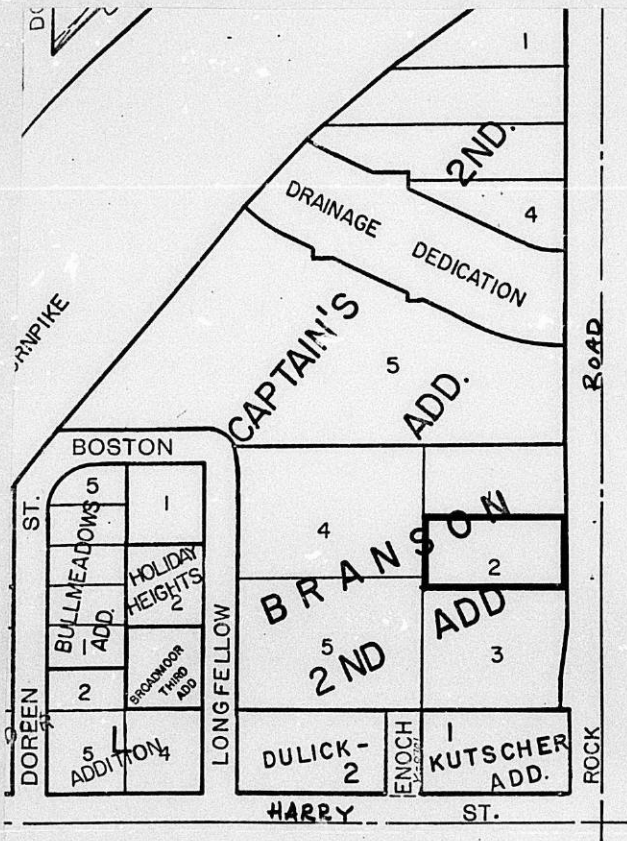 1
2ND.
4
DRAINAGE DEDICATION
CAPTAIN'S ADD.
5
ROAD
BOSTON
ST.
5
1
BULLMEADOWS ADD.
1
2
HOLIDAY
HEIGHTS
2
BROADMOOR
THIRD
ADD
LONGFELLOW
4
BRANSON
2
2 ND ADD
5
3
DOREEN
5
4
ADDITION
DULICK-
2
ENOCH
1
KUTSCHER
ADD.
ROCK
HARRY ST.